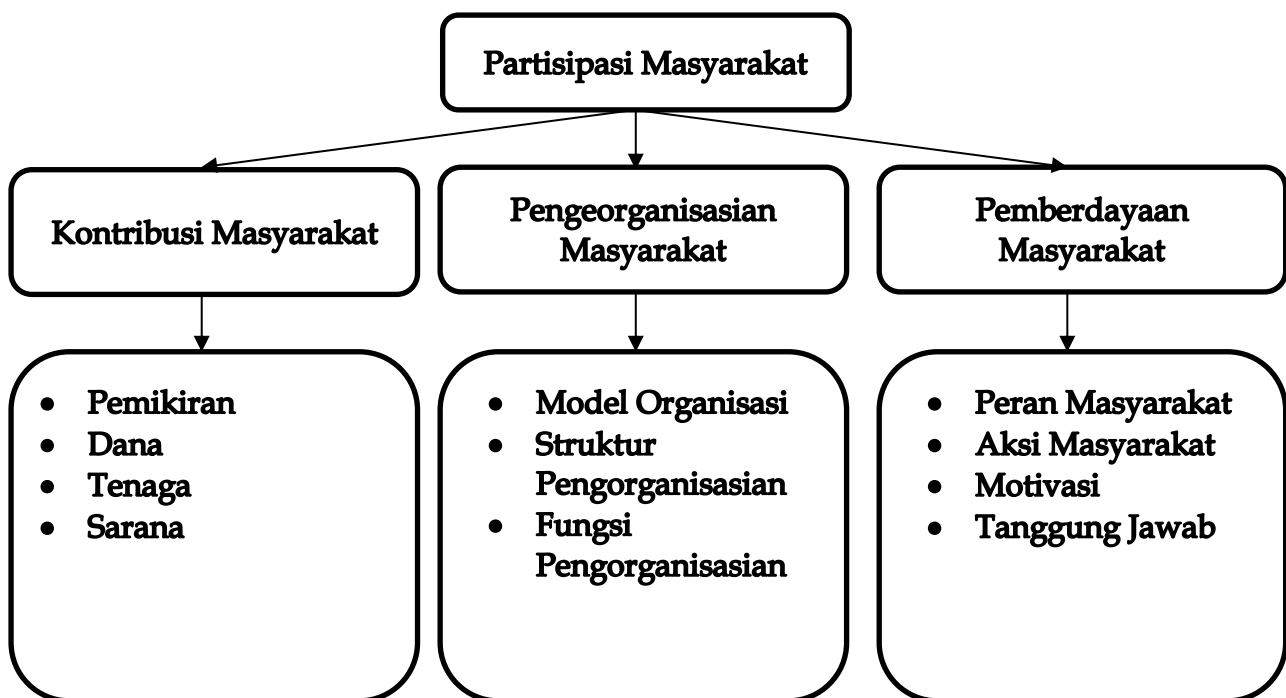 Partisipasi Masyarakat
Kontribusi Masyarakat
Pengeorganisasian
Masyarakat
Pemberdayaan
Masyarakat
• Pemikiran
• Dana
• Tenaga
• Sarana
• Model Organisasi
• Struktur
Pengorganisasian
• Fungsi
Pengorganisasian
• Peran Masyarakat
• Aksi Masyarakat
• Motivasi
• Tanggung Jawab